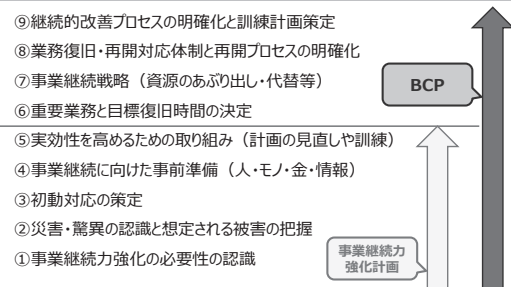 ⑨継続的改善プロセスの明確化と訓練計画策定
⑧業務復旧・再開対応体制と再開プロセスの明確化
⑦事業継続戦略（資源のあぶり出し・代替等）
BCP
⑥重要業務と目標復旧時間の決定
⑤実効性を高めるための取り組み（計画の見直しや訓練）
④事業継続に向けた事前準備（人・モノ・金・情報）
③初動対応の策定
②災害・驚異の認識と想定される被害の把握
①事業継続力強化の必要性の認識
事業継続力
強化計画